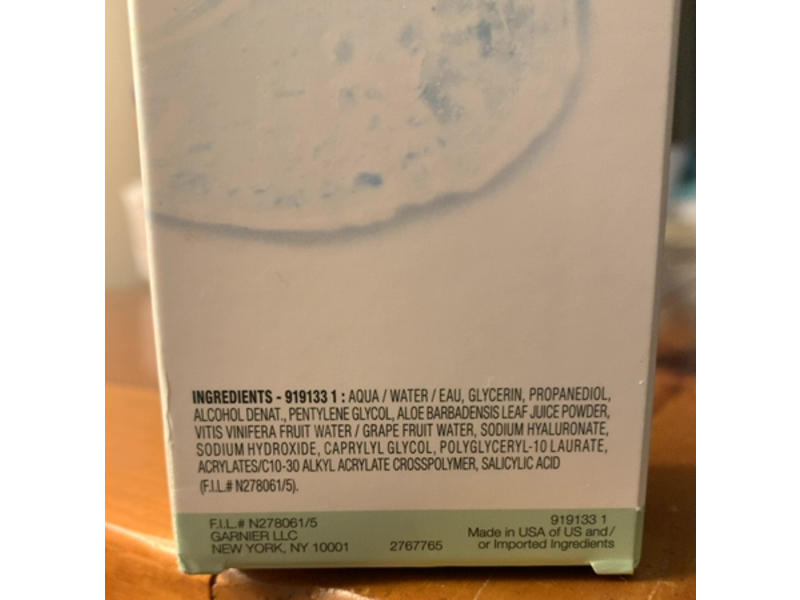 INGREDIENTS - 919133 1 : AQUA / WATER / EAU, GLYCERIN, PROPANEDIOL,
ALCOHOL DENAT., PENTYLENE GLYCOL, ALOE BARBADENSIS LEAF JUICE POWDER,
VITIS VINIFERA FRUIT WATER / GRAPE FRUIT WATER, SODIUM HYALURONATE,
SODIUM HYDROXIDE, CAPRYLYL GLYCOL, POLYGLYCERYL-10 LAURATE,
ACRYLATES/C10-30 ALKYL ACRYLATE CROSSPOLYMER, SALICYLIC ACID
(F.I.L.# N278061/5).
F.I.L.# N278061/5
GARNIER LLC
NEW YORK, NY 10001
2767765
919133 1
Made in USA of US and/
or Imported Ingredients